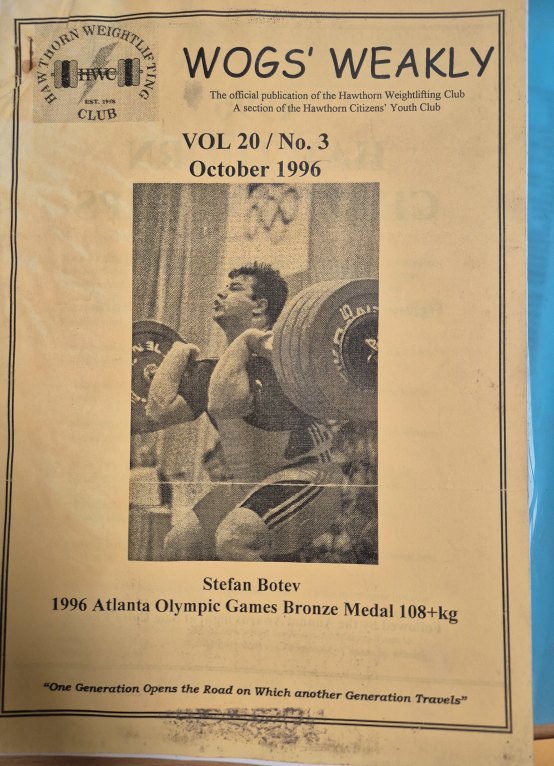 HAWTHORN WEIGHTLIFTING
HWC
EST. 1958
CLUB
WOGS' WEAKLY
The official publication of the Hawthorn Weightlifting Club
A section of the Hawthorn Citizens' Youth Club
VOL 20 / No. 3
October 1996
Stefan Botev
1996 Atlanta Olympic Games Bronze Medal 108+kg
"One Generation Opens the Road on Which another Generation Travels"